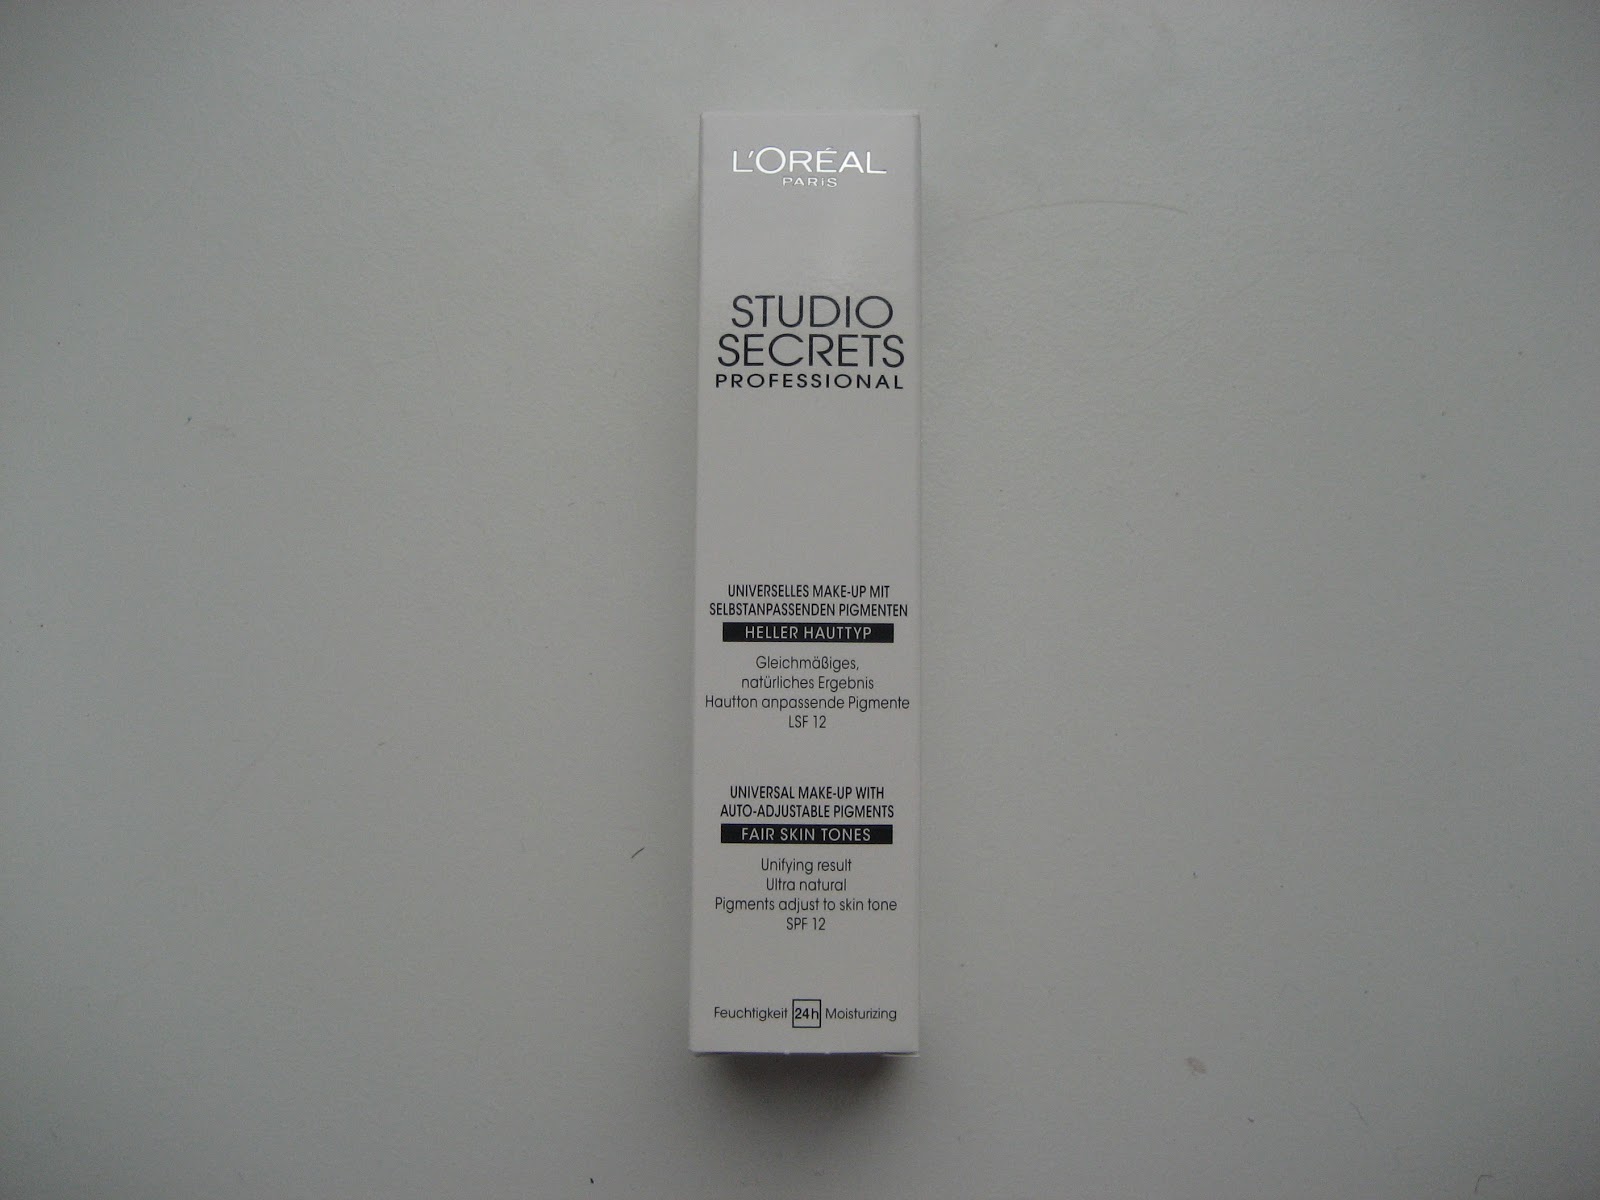 L'ORÉAL
PARiS
STUDIO
SECRETS
PROFESSIONAL
UNIVERSELLES MAKE-UP MIT
SELBSTANPASSENDEN PIGMENTEN
HELLER HAUTTYP
Gleichmäßiges,
natürliches Ergebnis
Hautton anpassende Pigmente
LSF 12
UNIVERSAL MAKE-UP WITH
AUTO-ADJUSTABLE PIGMENTS
FAIR SKIN TONES
Unifying result
Ultra natural
Pigments adjust to skin tone
SPF 12
Feuchtigkeit 24h Moisturizing